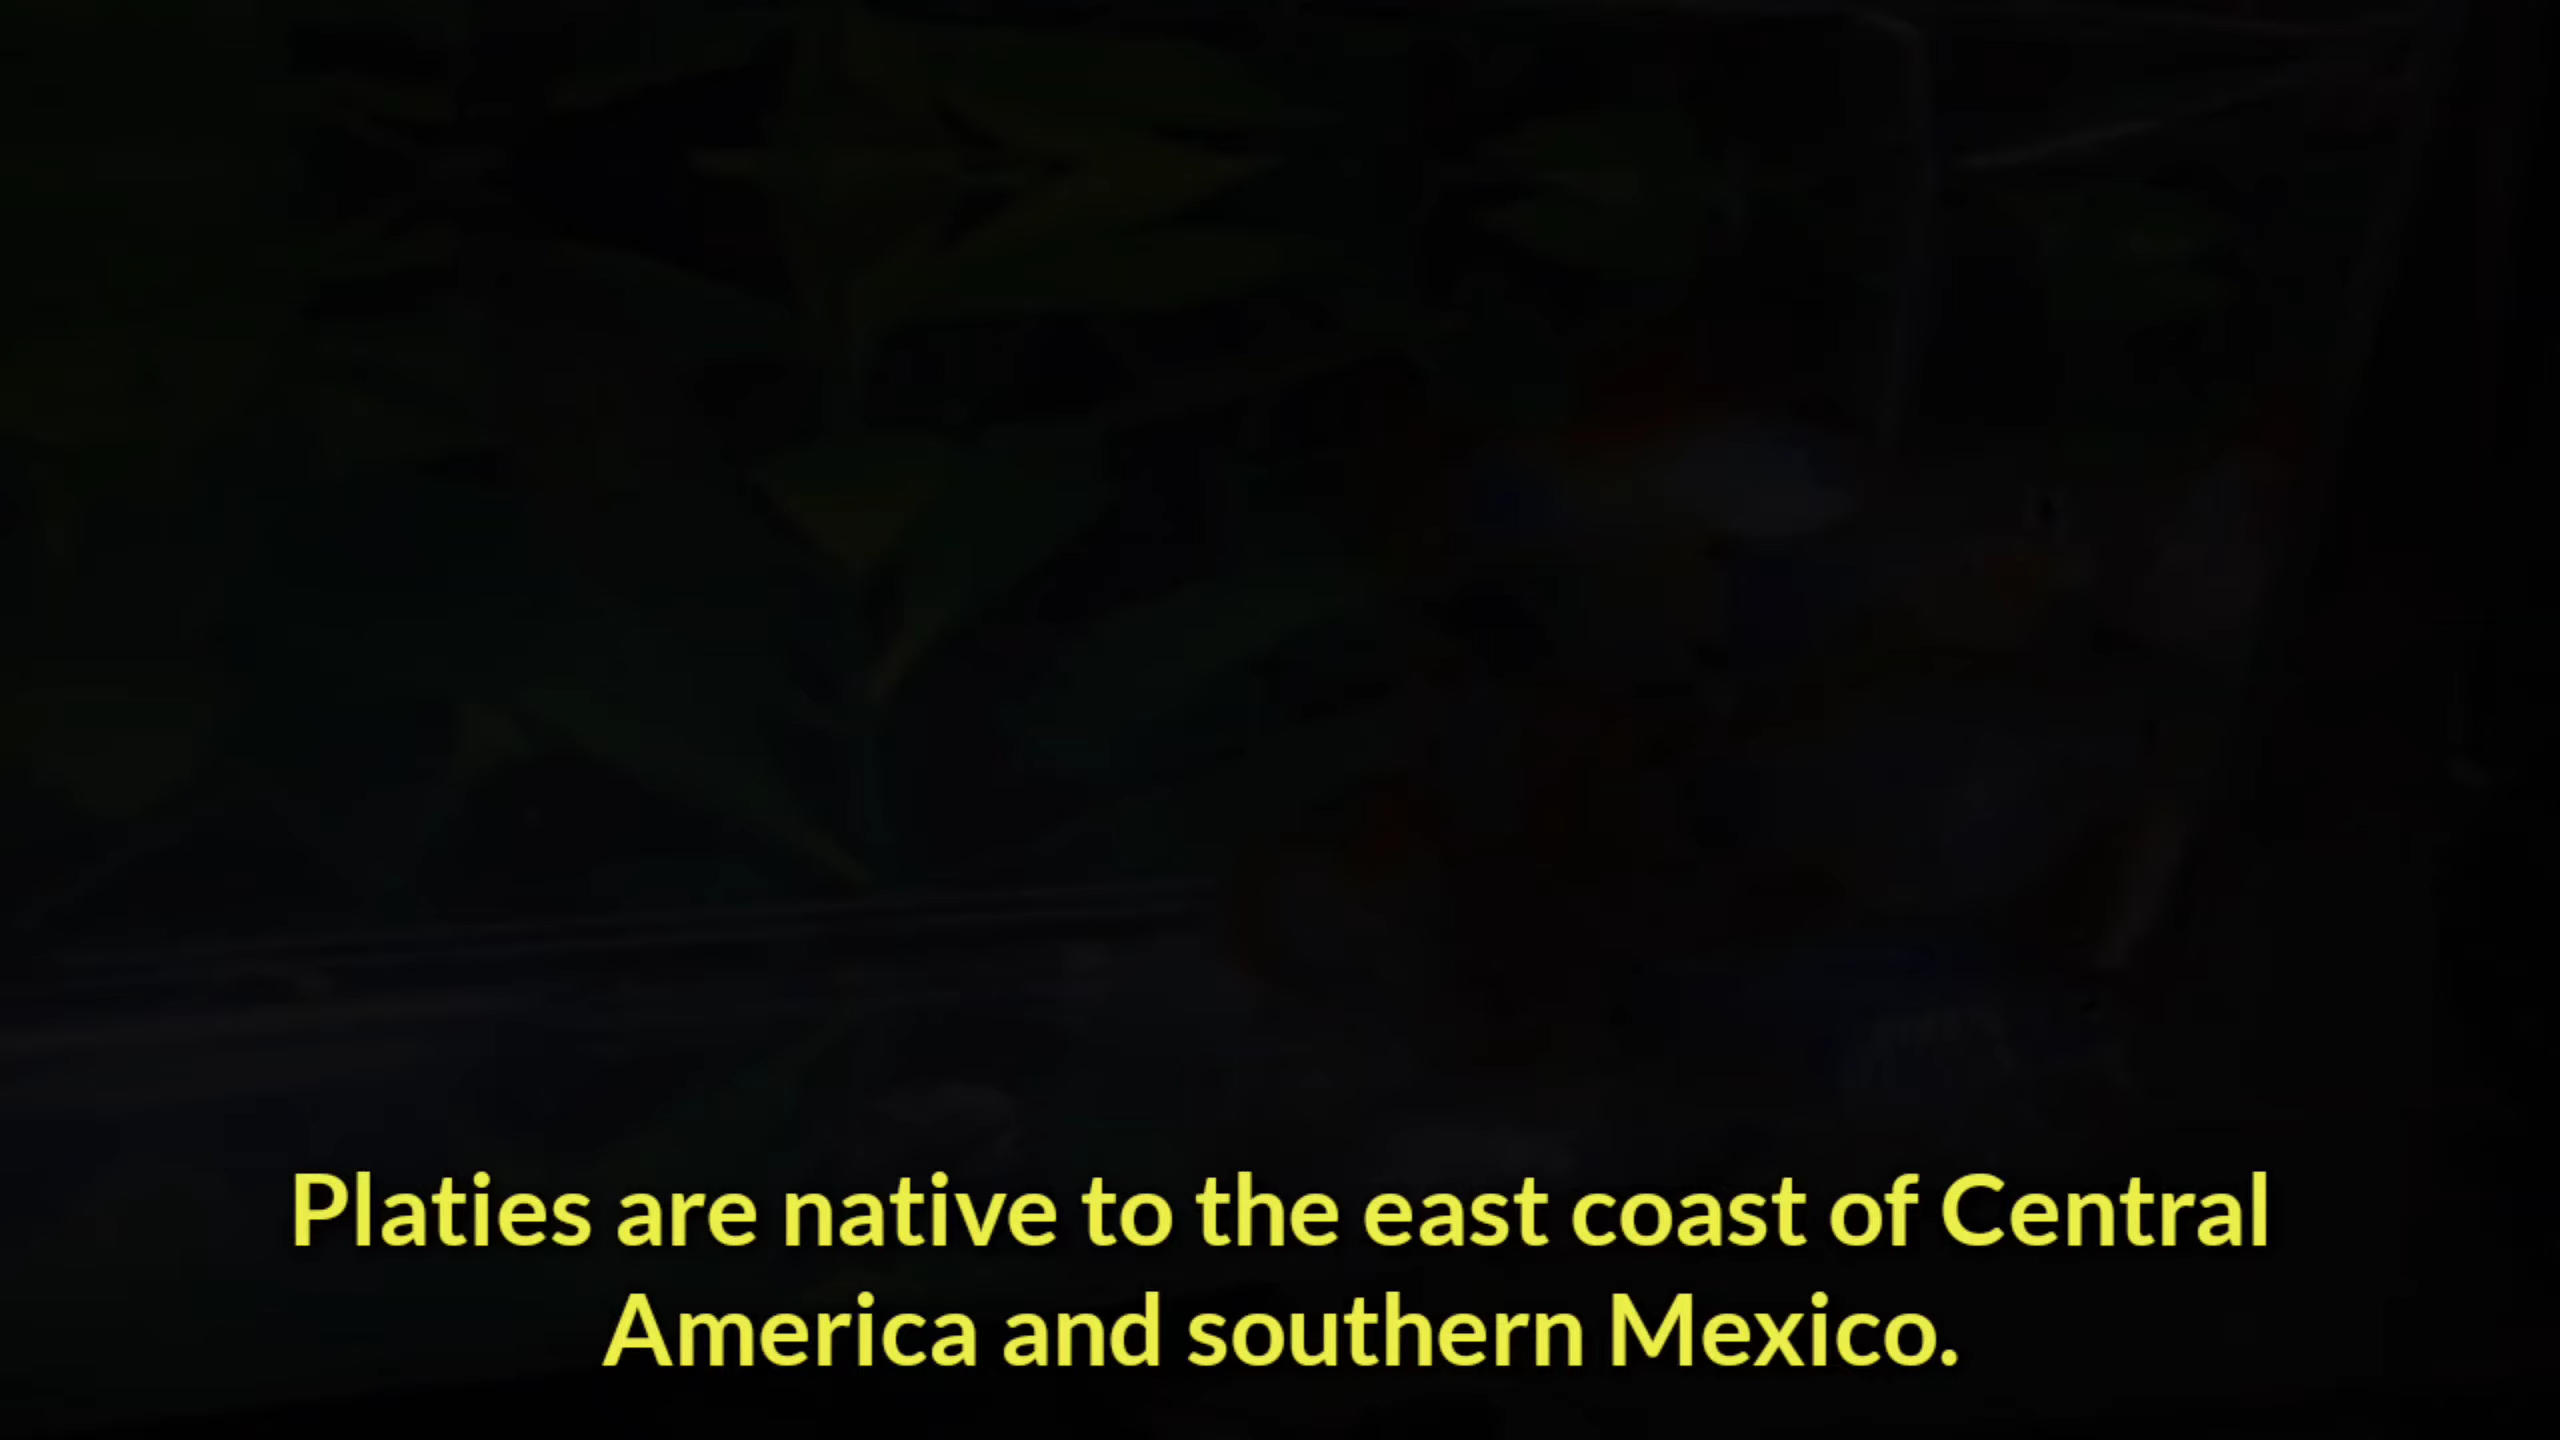 Platies are native to the east coast of Central
America and southern Mexico.